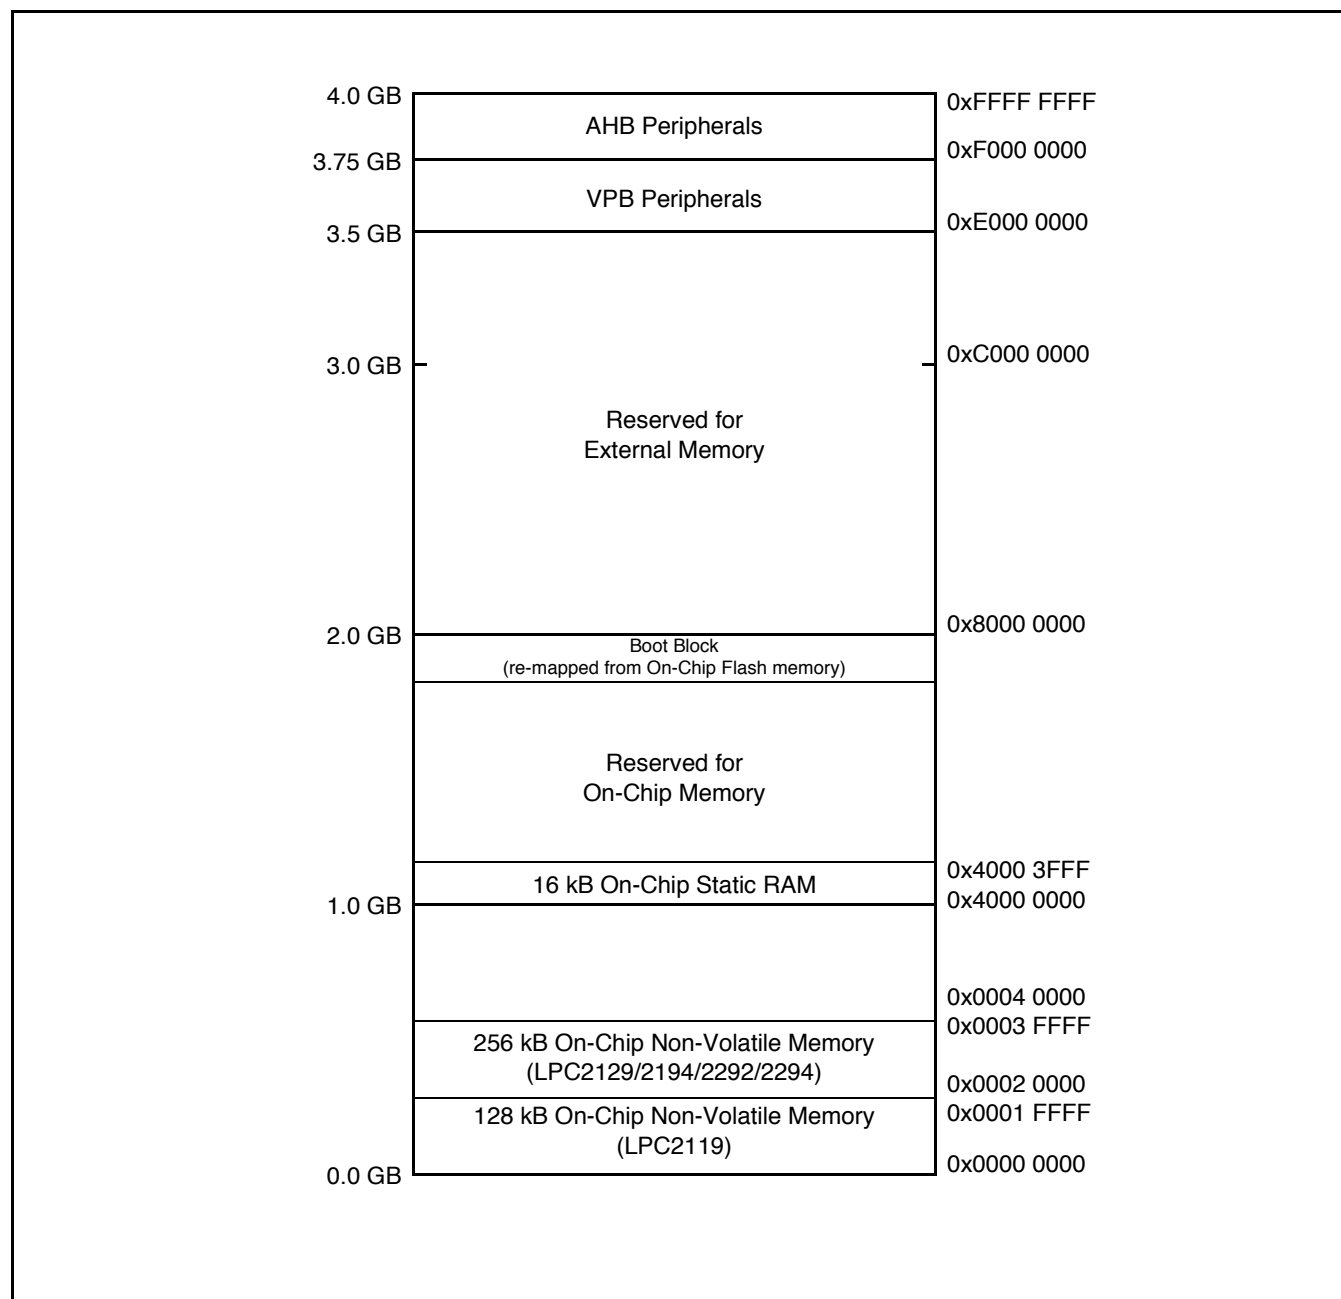 4.0 GB
0xFFFF FFFF
AHB Peripherals
0xF000 0000
3.75 GB
VPB Peripherals
0xE000 0000
3.5 GB
0xC000 0000
3.0 GB
Reserved for
External Memory
0x8000 0000
2.0 GB
Boot Block
(re-mapped from On-Chip Flash memory)
Reserved for
On-Chip Memory
0x4000 3FFF
16 kB On-Chip Static RAM
0x4000 0000
1.0 GB
0x0004 0000
0x0003 FFFF
256 kB On-Chip Non-Volatile Memory
(LPC2129/2194/2292/2294)
0x0002 0000
0x0001 FFFF
128 kB On-Chip Non-Volatile Memory
(LPC2119)
0x0000 0000
0.0 GB